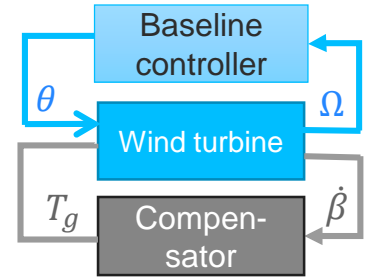 Baseline
controller
θ
Ω
Wind turbine
T_g
β̇
Compen-
sator